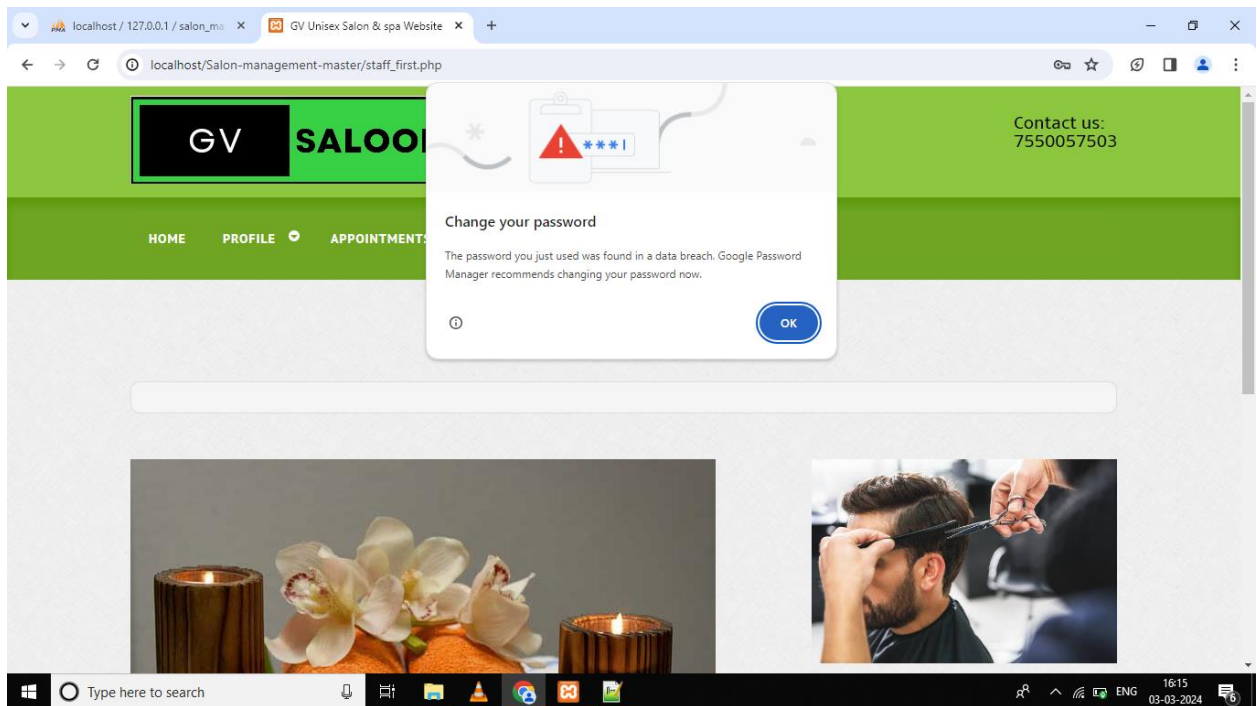 localhost / 127.0.0.1 / salon_ma
GV Unisex Salon & spa Website
localhost/Salon-management-master/staff_first.php
GV
SALOO
Contact us:
7550057503
***
HOME
PROFILE
APPOINTMENTS
Change your password
The password you just used was found in a data breach. Google Password
Manager recommends changing your password now.
OK
Type here to search
ENG
16:15
03-03-2024
6